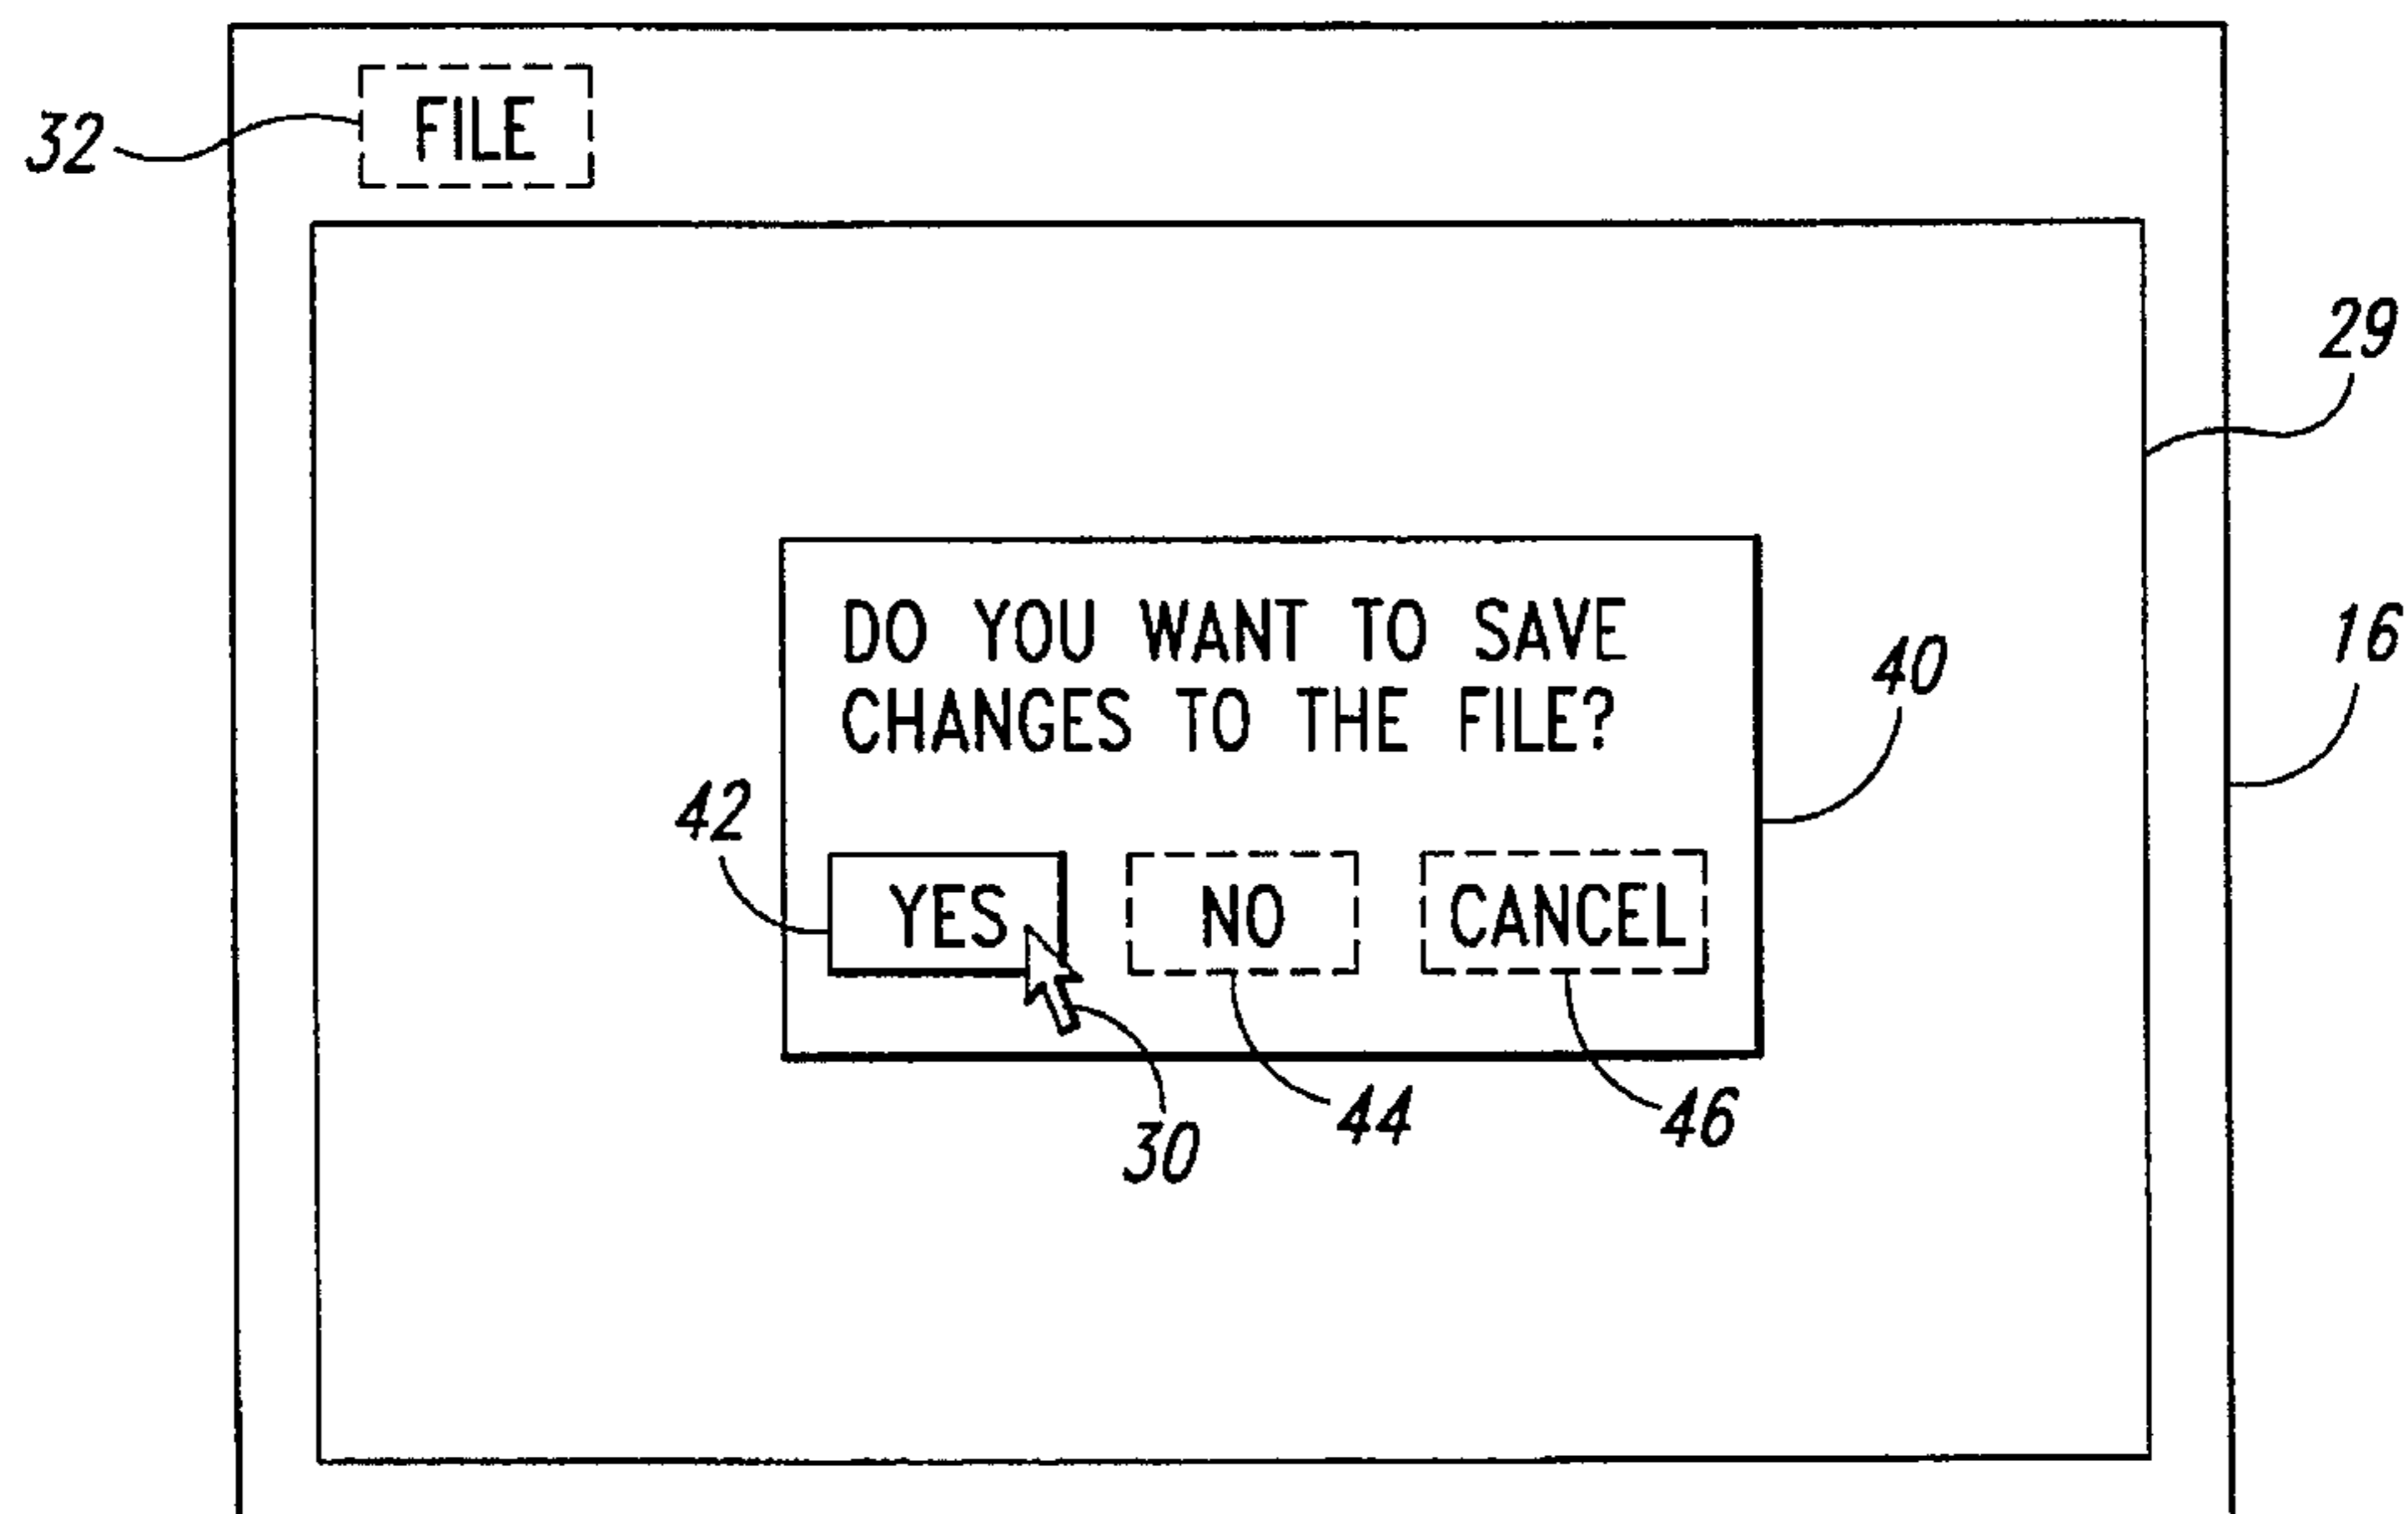 32
FILE
29
DO YOU WANT TO SAVE
CHANGES TO THE FILE?
16
40
42
YES
NO
CANCEL
30
44
46